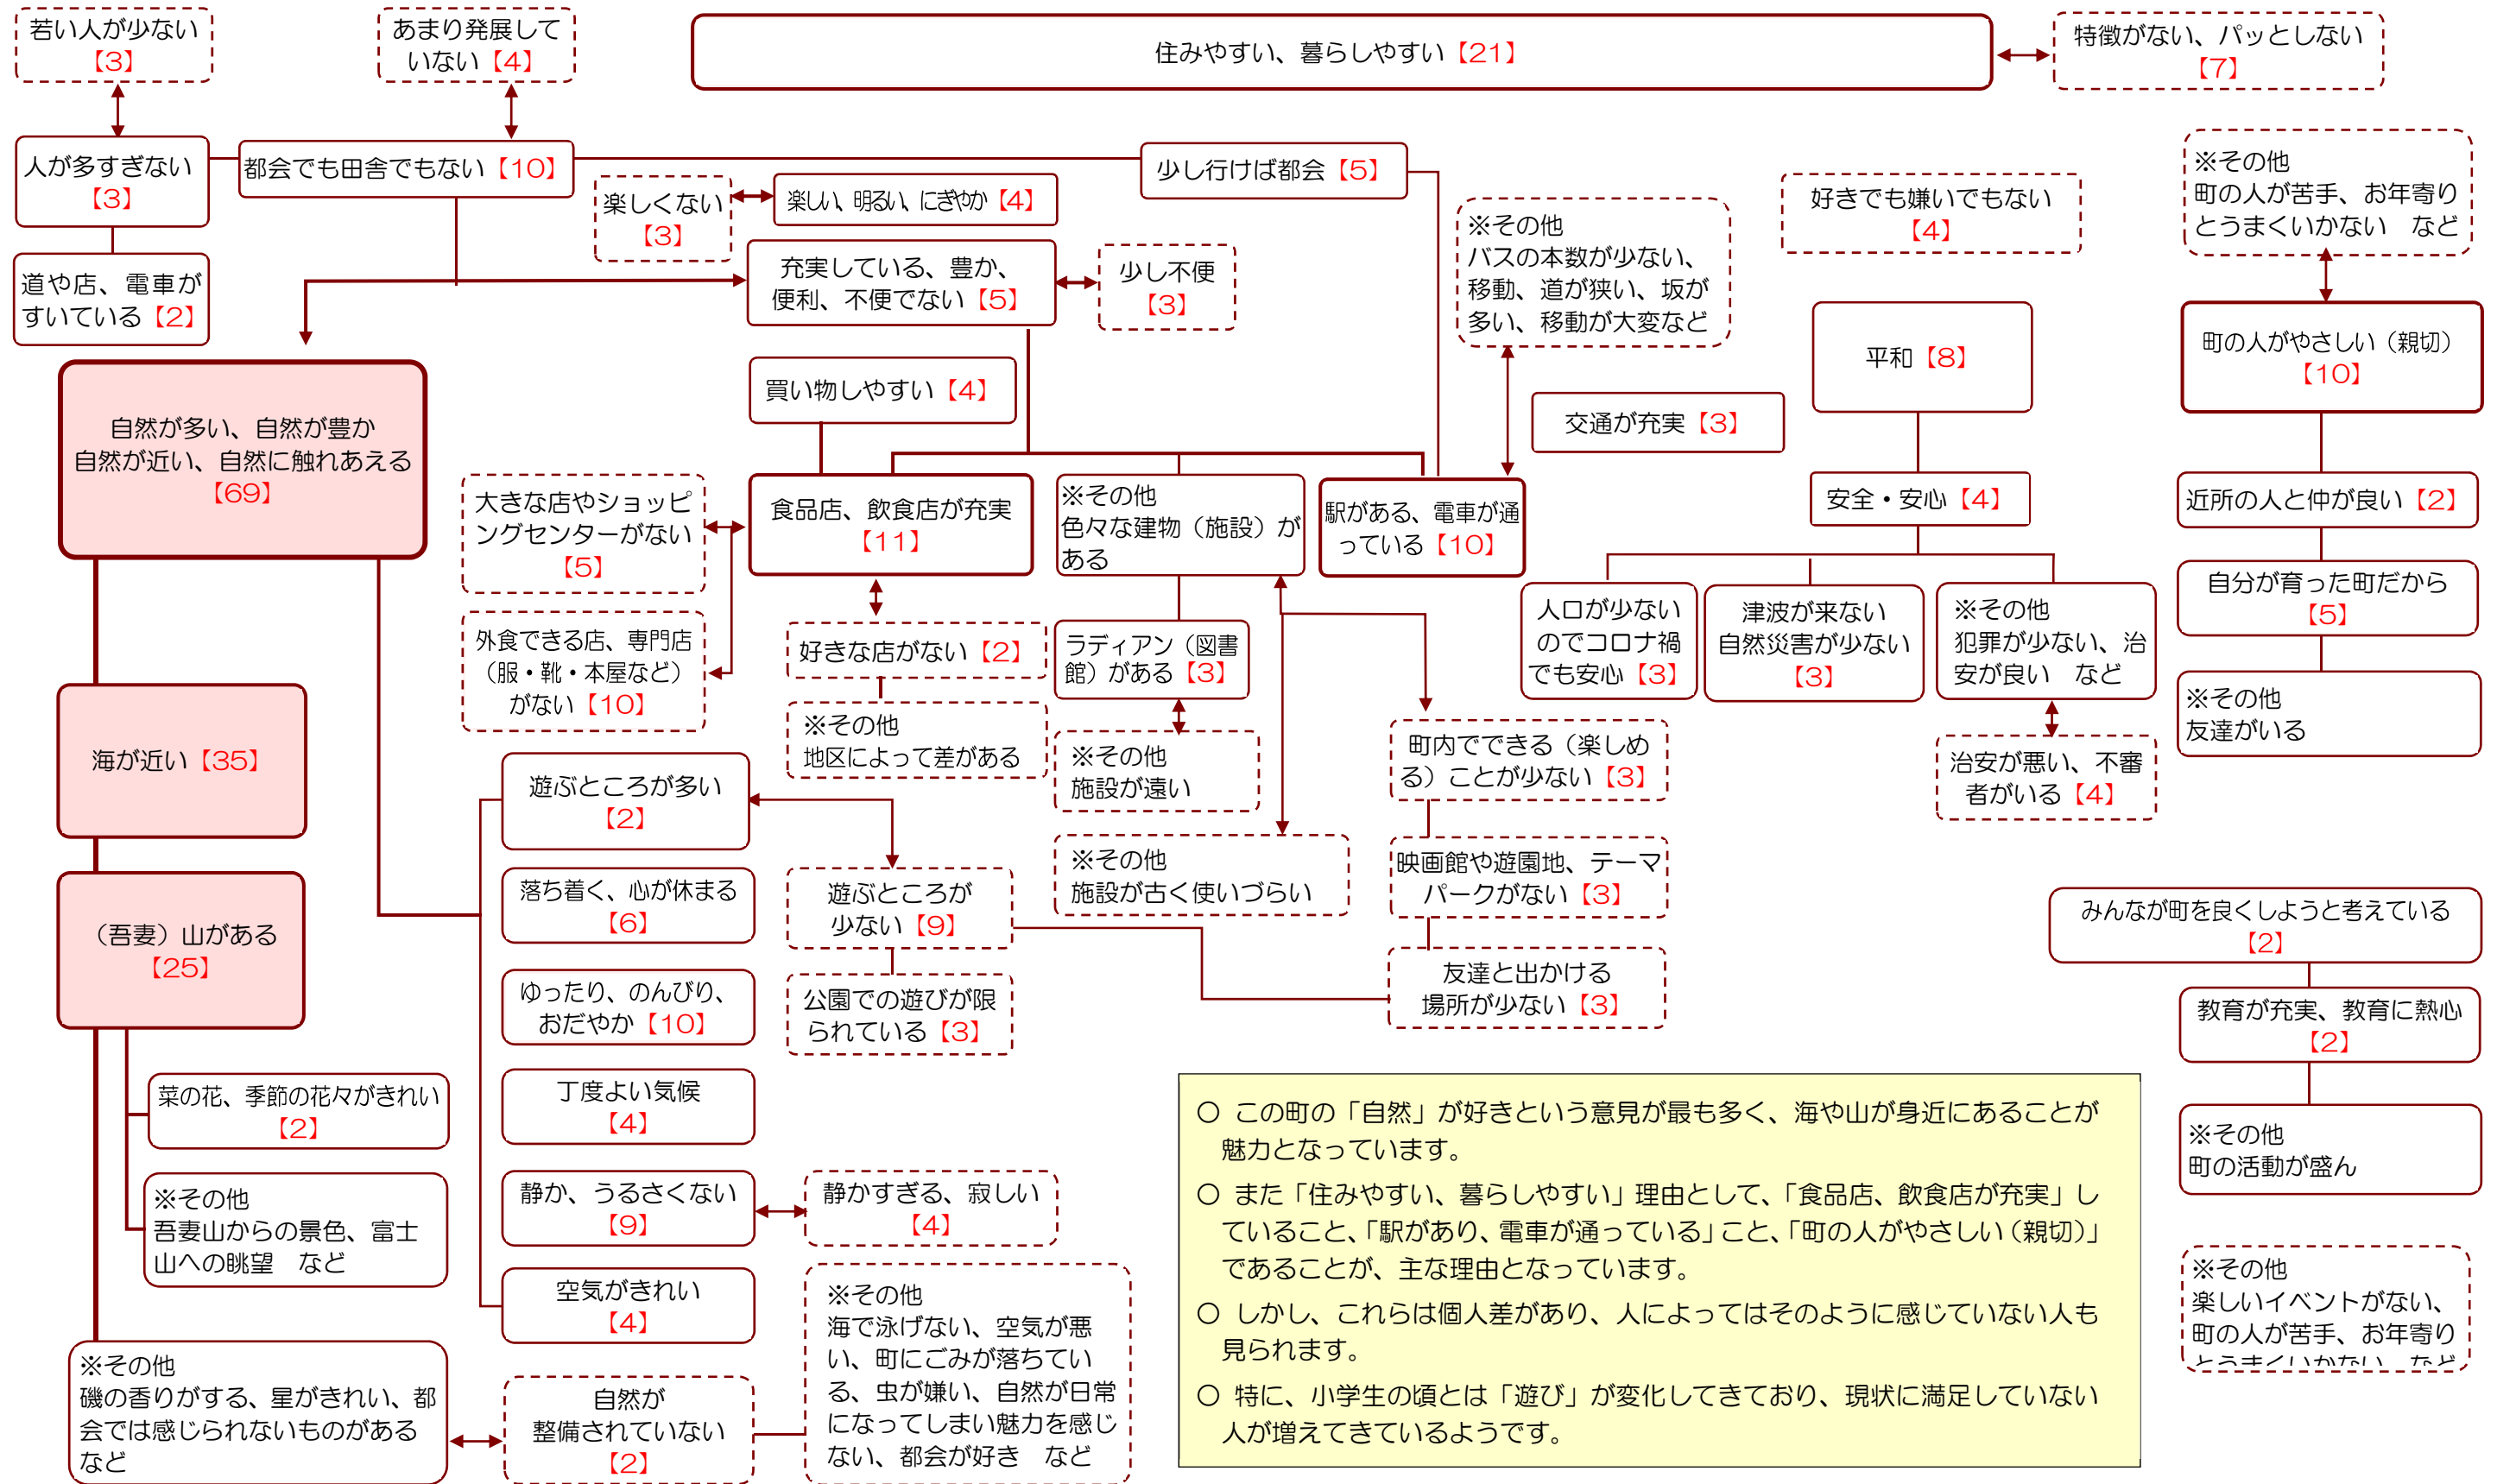 若い人が少ない
【3】
あまり発展して
いない【4】
住みやすい、暮らしやすい【21】
特徴がない、パッとしない
【7】
人が多すぎない
【3】
都会でも田舎でもない【10】
少し行けば都会【5】
楽しくない
【3】
楽しい、明るい、にぎやか【4】
※その他
バスの本数が少ない、
移動、道が狭い、坂が
多い、移動が大変など
好きでも嫌いでもない
【4】
※その他
町の人が苦手、お年寄り
とうまくいかない　など
道や店、電車が
すいている【2】
充実している、豊か、
便利、不便でない【5】
少し不便
【3】
平和【8】
町の人がやさしい（親切）
【10】
買い物しやすい【4】
交通が充実【3】
自然が多い、自然が豊か
自然が近い、自然に触れあえる
【69】
大きな店やショッピ
ングセンターがない
【5】
食品店、飲食店が充実
【11】
※その他
色々な建物（施設）が
ある
駅がある、電車が通
っている【10】
安全・安心【4】
近所の人と仲が良い【2】
外食できる店、専門店
（服・靴・本屋など）
がない【10】
好きな店がない【2】
ラディアン（図書
館）がある【3】
人口が少ない
のでコロナ禍
でも安心【3】
津波が来ない
自然災害が少ない
【3】
※その他
犯罪が少ない、治
安が良い　など
自分が育った町だから
【5】
※その他
友達がいる
海が近い【35】
※その他
地区によって差がある
※その他
施設が遠い
町内でできる（楽しめ
る）ことが少ない【3】
治安が悪い、不審
者がいる【4】
遊ぶところが多い
【2】
※その他
施設が古く使いづらい
映画館や遊園地、テーマ
パークがない【3】
（吾妻）山がある
【25】
落ち着く、心が休まる
【6】
遊ぶところが
少ない【9】
みんなが町を良くしようと考えている
【2】
ゆったり、のんびり、
おだやか【10】
公園での遊びが限
られている【3】
友達と出かける
場所が少ない【3】
教育が充実、教育に熱心
【2】
菜の花、季節の花々がきれい
【2】
丁度よい気候
【4】
※その他
町の活動が盛ん
※その他
吾妻山からの景色、富士
山への眺望　など
静か、うるさくない
【9】
静かすぎる、寂しい
【4】
空気がきれい
【4】
※その他
磯の香りがする、星がきれい、都
会では感じられないものがある
など
自然が
整備されていない
【2】
※その他
海で泳げない、空気が悪
い、町にごみが落ちてい
る、虫が嫌い、自然が日常
になってしまい魅力を感じ
ない、都会が好き　など
〇 この町の「自然」が好きという意見が最も多く、海や山が身近にあることが
魅力となっています。
〇 また「住みやすい、暮らしやすい」理由として、「食品店、飲食店が充実」し
ていること、「駅があり、電車が通っている」こと、「町の人がやさしい（親切）」
であることが、主な理由となっています。
〇 しかし、これらは個人差があり、人によってはそのように感じていない人も
見られます。
〇 特に、小学生の頃とは「遊び」が変化してきており、現状に満足していない
人が増えてきているようです。
※その他
楽しいイベントがない、
町の人が苦手、お年寄り
とうまくいかない　など